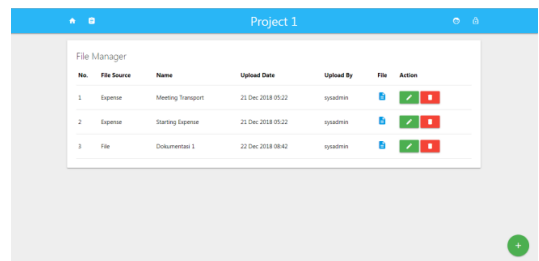 Project 1
File Manager
No. File Source Name Upload Date Upload By File Action
1 Expense Meeting Transport 21 Dec 2018 05:22 sysadmin
2 Expense Starting Expense 21 Dec 2018 05:22 sysadmin
3 File Dokumentasi 1 22 Dec 2018 08:42 sysadmin